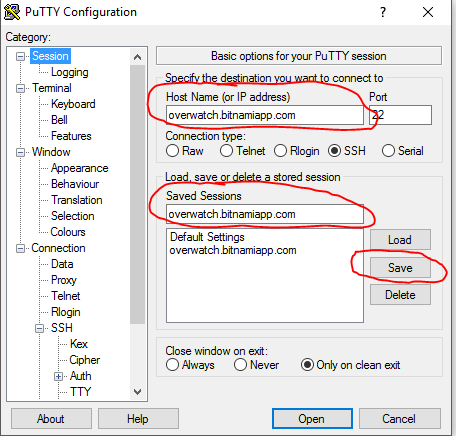 PuTTY Configuration
Category:
Session
Logging
Terminal
Keyboard
Bell
Features
Window
Appearance
Behaviour
Translation
Selection
Colours
Connection
Data
Proxy
Telnet
Rlogin
SSH
Kex
Cipher
Auth
TTY
Basic options for your PuTTY session
Specify the destination you want to connect to
Host Name (or IP address) Port
overwatch.bitnamiapp.com 22
Connection type:
Raw Telnet Rlogin SSH Serial
Load, save or delete a stored session
Saved Sessions
overwatch.bitnamiapp.com
Default Settings
overwatch.bitnamiapp.com
Load
Save
Delete
Close window on exit:
Always Never Only on clean exit
About Help Open Cancel